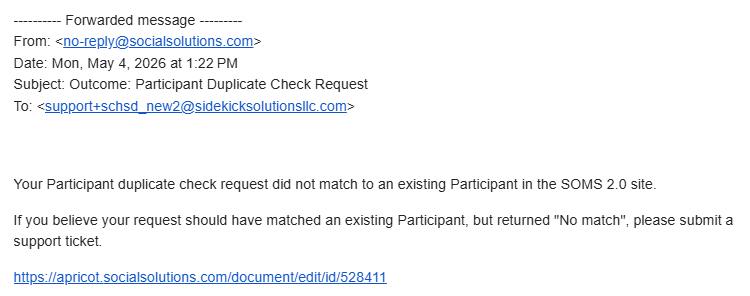 ---------- Forwarded message ---------
From: <no-reply@socialsolutions.com>
Date: Mon, May 4, 2026 at 1:22 PM
Subject: Outcome: Participant Duplicate Check Request
To: <support+schsd_new2@sidekicksolutionsllc.com>
Your Participant duplicate check request did not match to an existing Participant in the SOMS 2.0 site.
If you believe your request should have matched an existing Participant, but returned "No match", please submit a
support ticket.
https://apricot.socialsolutions.com/document/edit/id/528411